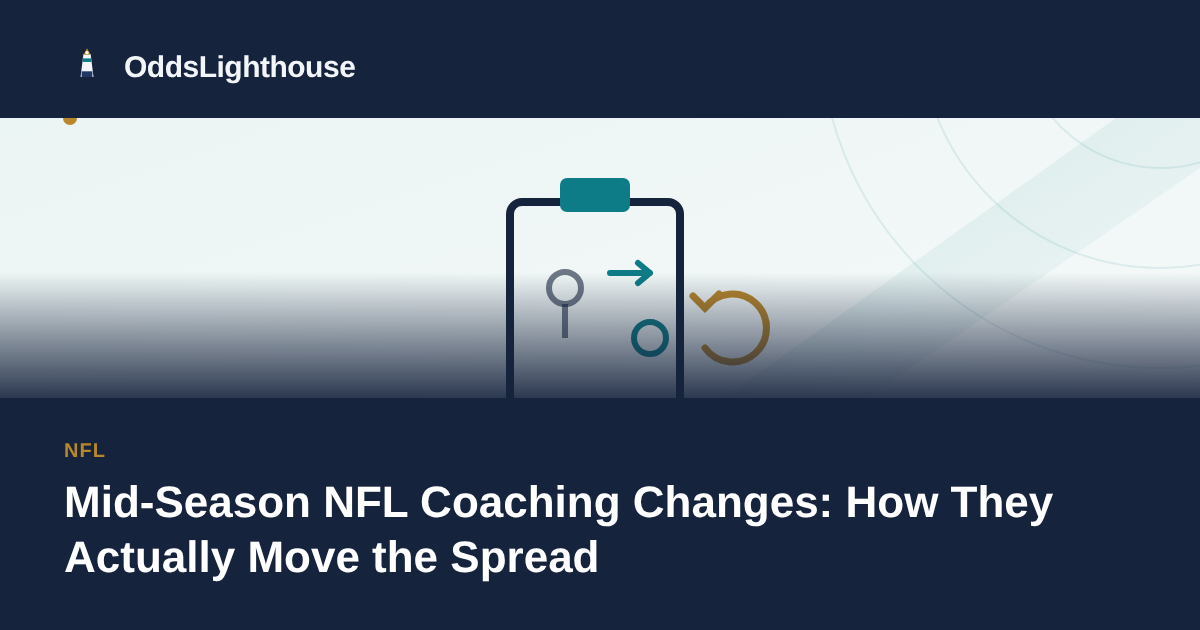 OddsLighthouse
NFL
Mid-Season NFL Coaching Changes: How They
Actually Move the Spread